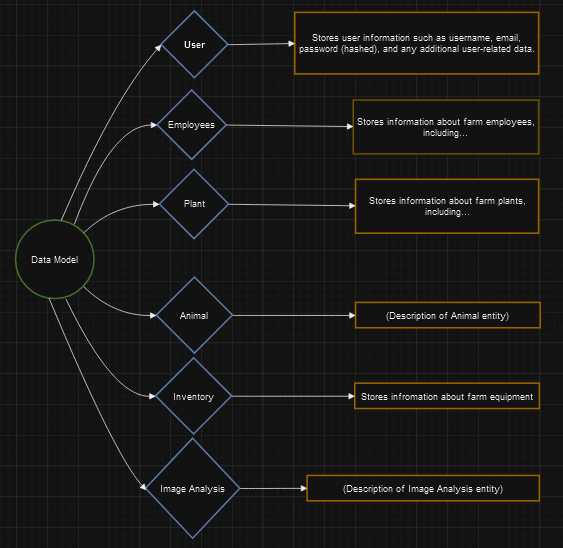 User
Stores user information such as username, email,
password (hashed), and any additional user-related data.
Employees
Stores information about farm employees,
including...
Plant
Stores information about farm plants,
including...
Data Model
Animal
(Description of Animal entity)
Inventory
Stores infromation about farm equipment
Image Analysis
(Description of Image Analysis entity)